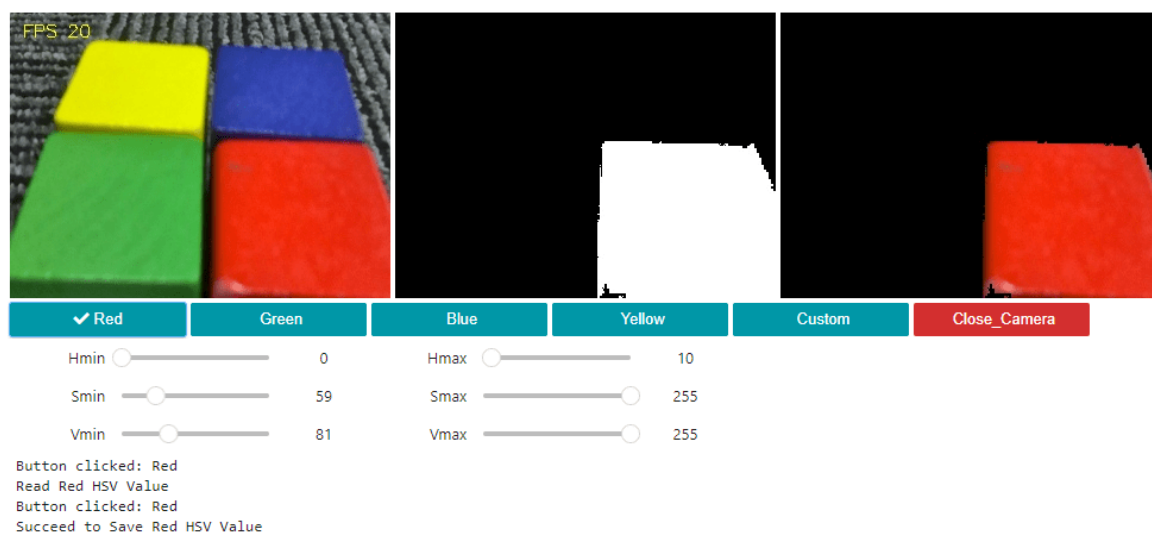 FPS 20
✔ Red Green Blue Yellow Custom Close_Camera
Hmin 0 Hmax 10
Smin 59 Smax 255
Vmin 81 Vmax 255
Button clicked: Red
Read Red HSV Value
Button clicked: Red
Succeed to Save Red HSV Value